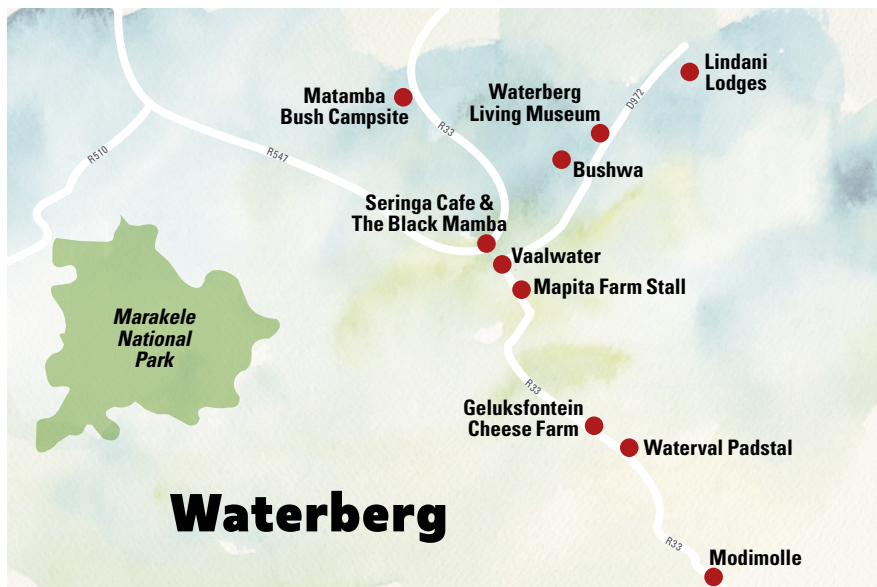 Lindani
Lodges
Waterberg
Living Museum
Matamba
Bush Campsite
D972
R33
R510
R547
Bushwa
Seringa Cafe &
The Black Mamba
Vaalwater
Mapita Farm Stall
Marakele
National
Park
R33
Geluksfontein
Cheese Farm
Waterval Padstal
Waterberg
R33
Modimolle